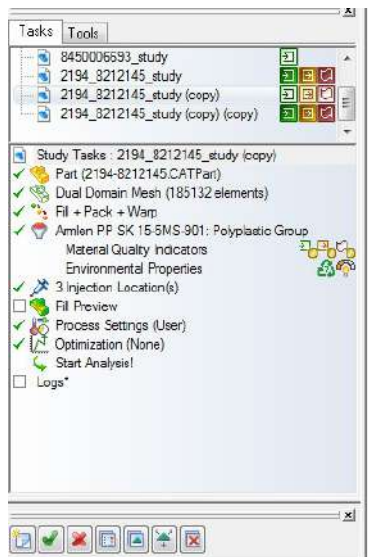 Tasks Tools
8450006693_study
2194_8212145_study
2194_8212145_study (copy)
2194_8212145_study (copy) (copy)
Study Tasks : 2194_8212145_study (copy)
Part (2194-8212145.CATPart)
Dual Domain Mesh (185132 elements)
Fill + Pack + Warp
Amlen PP SK 15-5MS-901: Polyplastic Group
Material Quality Indicators
Environmental Properties
3 Injection Location(s)
Fill Preview
Process Settings (User)
Optimization (None)
Start Analysis!
Logs*